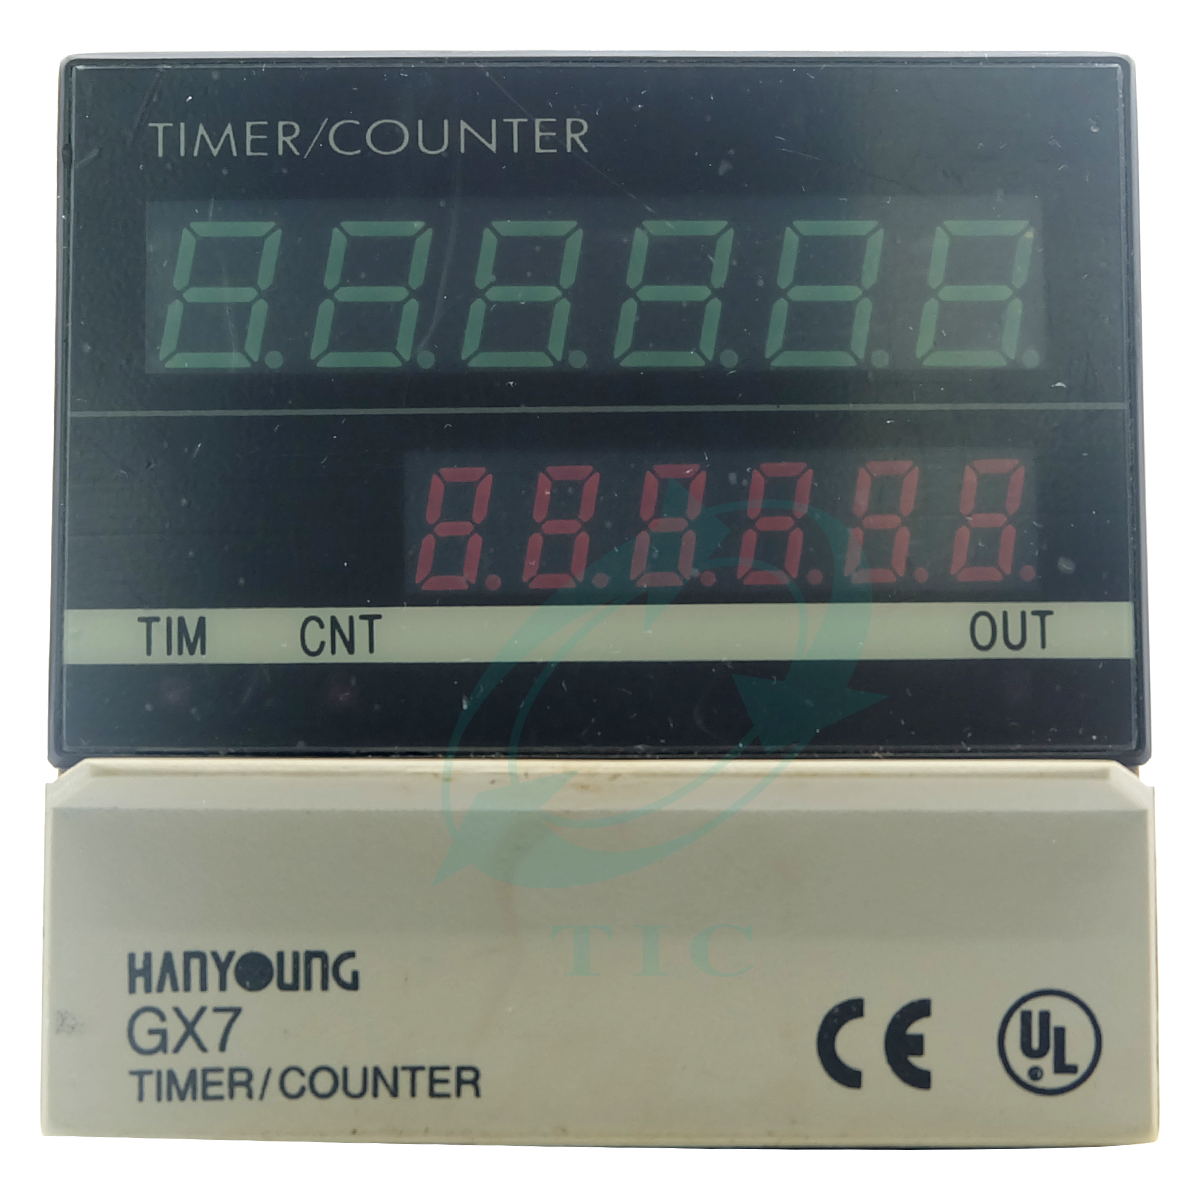 TIMER/COUNTER
TIM CNT OUT
TIC
HANYOUNG
GX7
TIMER/COUNTER
CE UL